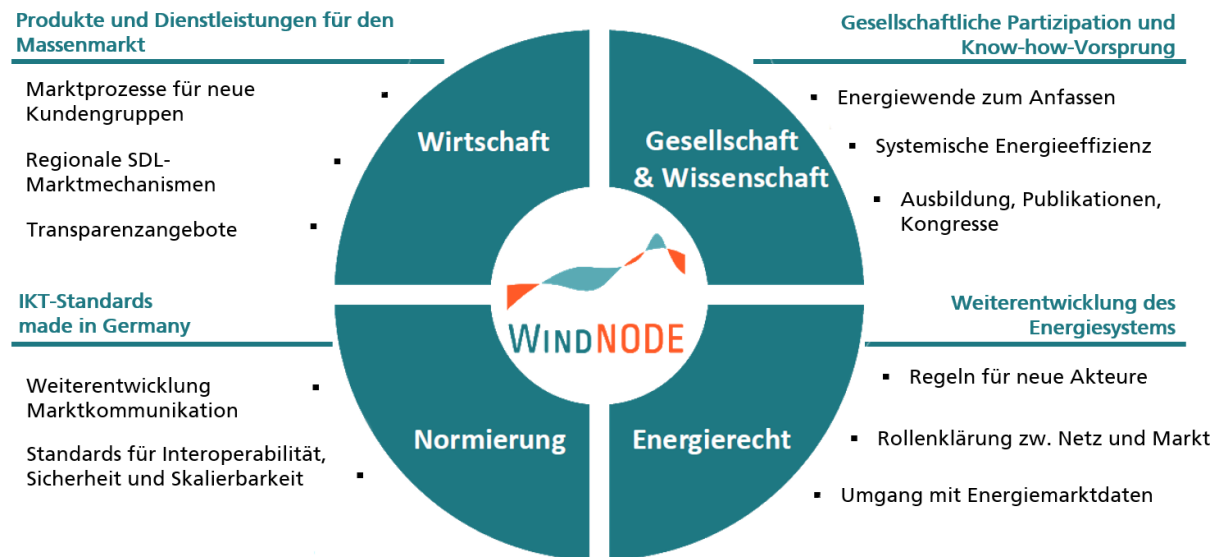 Produkte und Dienstleistungen für den
Massenmarkt
Marktprozesse für neue
Kundengruppen
Regionale SDL-
Marktmechanismen
Transparenzangebote
Wirtschaft
Gesellschaftliche Partizipation und
Know-how-Vorsprung
Energiewende zum Anfassen
Systemische Energieeffizienz
Ausbildung, Publikationen,
Kongresse
Gesellschaft
& Wissenschaft
WINDNODE
IKT-Standards
made in Germany
Weiterentwicklung
Marktkommunikation
Standards für Interoperabilität,
Sicherheit und Skalierbarkeit
Normierung
Weiterentwicklung des
Energiesystems
Regeln für neue Akteure
Rollenklärung zw. Netz und Markt
Umgang mit Energiemarktdaten
Energierecht